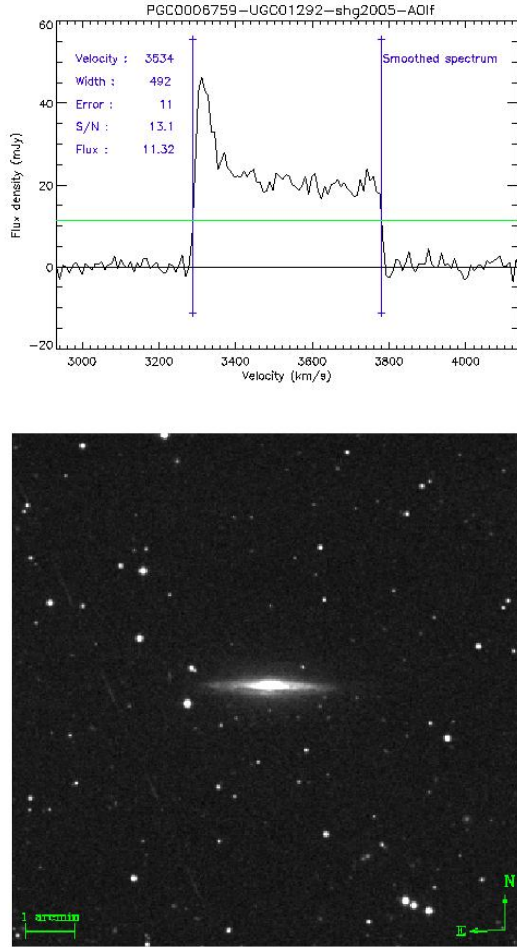 PGC0006759-UGC01292-shg2005-AOlf
60
40
20
0
-20
Flux density (mJy)
Velocity : 3534
Width : 492
Error : 11
S/N : 13.1
Flux : 11.32
Smoothed spectrum
3000 3200 3400 3600 3800 4000
Velocity (km/s)
1 arcmin
N
E